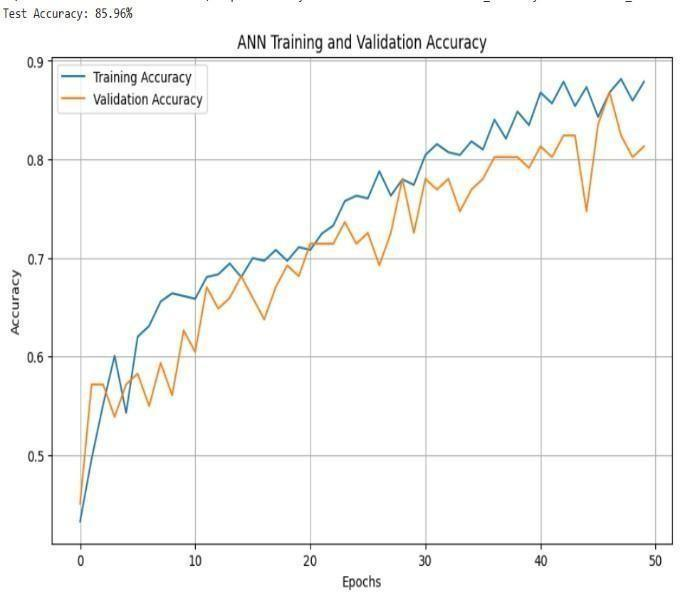 Test Accuracy: 85.96%
ANN Training and Validation Accuracy
Training Accuracy
Validation Accuracy
0.9
0.8
0.7
0.6
0.5
Accuracy
0 10 20 30 40 50
Epochs